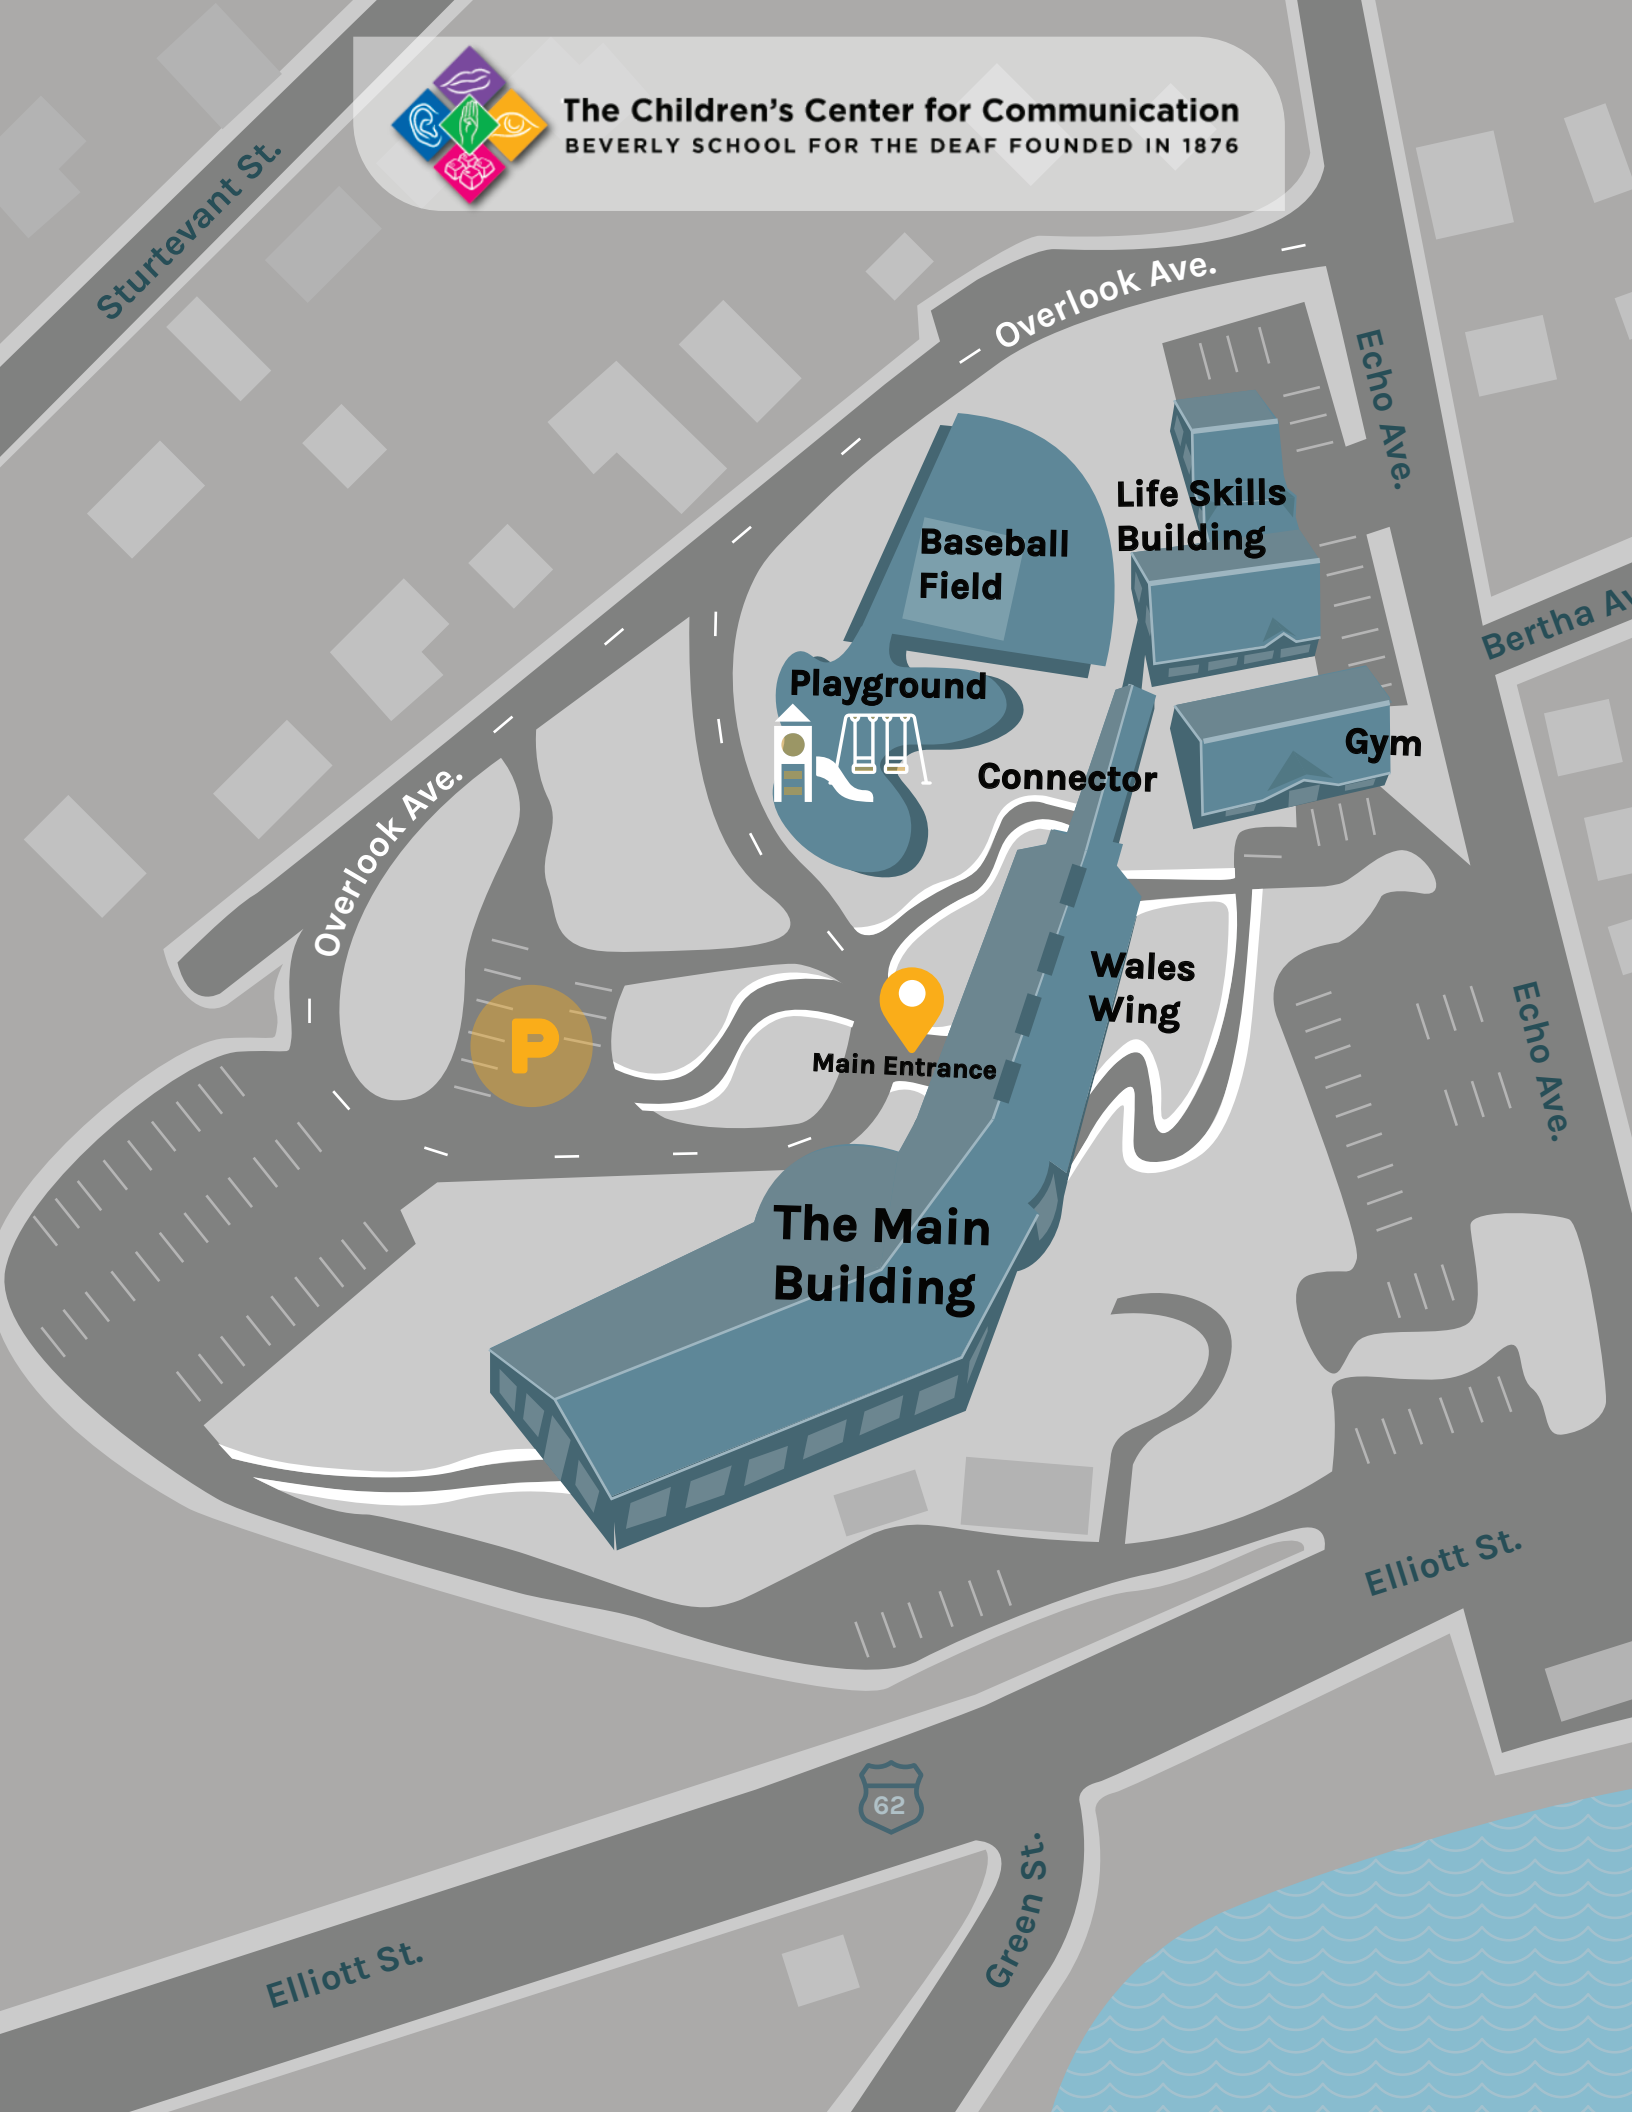 The Children's Center for Communication
BEVERLY SCHOOL FOR THE DEAF FOUNDED IN 1876
Sturtevant St.
Overlook Ave.
Echo Ave.
Life Skills
Building
Baseball
Field
Bertha Av
Playground
Gym
Connector
Overlook Ave.
Wales
Wing
P
Main Entrance
Echo Ave.
The Main
Building
Elliott St.
62
Green St.
Elliott St.